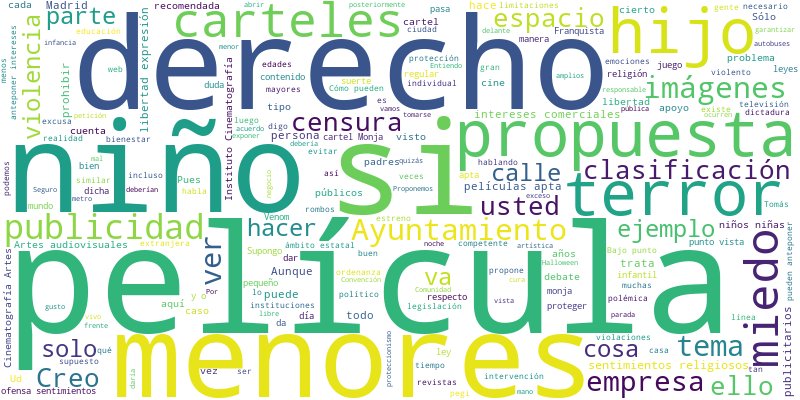 cada Madrid recomendada abrir posteriormente hace limitaciones gente necesario
parte carteles derecho espacio hijo cierto Sólo garantizar
infancia educación menor ciudad cartel pasa Franquista autobuses
menos anteponer intereses violencia petición prohibir libertad expresión web edades contenido mayores suerte Cómo pueden protección regular individual delante Entiendo gran cine manera emociones religión juego problema violento leyes
duda tipo imágenes responsable amplios
excusa realidad cuenta bienestar luego acuerdo exponer digo persona censura es vamos tomarse cartel Monja visto pública intereses comerciales libertad apoyo existe ocurren televisión dictadura
Instituto Cinematografía debería evitar así padres quizás hablando propuesta
niño si calle clasificación
podemos bien mal similar dicha incluso deberían Pues habla públicos veces apta Proponemos películas apta
Seguro mundo metro negocio rombos usted exceso terror Tomás
publicidad Venom estreno noche artística niños niñas
Artes audiovisuales hacer Ayuntamiento ejemplo miedo
extranjera Supongo ámbito estatal competente Halloween Bajo punto punto vista
película ver Aunque dar buen años propone trata infantil muchas
Cinematografía Artes pequeño ordenanza Convención va Comunidad debate cura polémica pueden anteponer
y o lo puede político respecto monja vista parada
aquí caso instituciones libre todo legislación proteger
gusto vivo frente Por da día línea
solo qué menores proteccionismo ley cosa tema violaciones casa publicitarios
supuesto vez ser tiempo sentimientos religiosos
Creo Ud daría revistas pegi intervención mano empresa ello tan
ofensa sentimientos